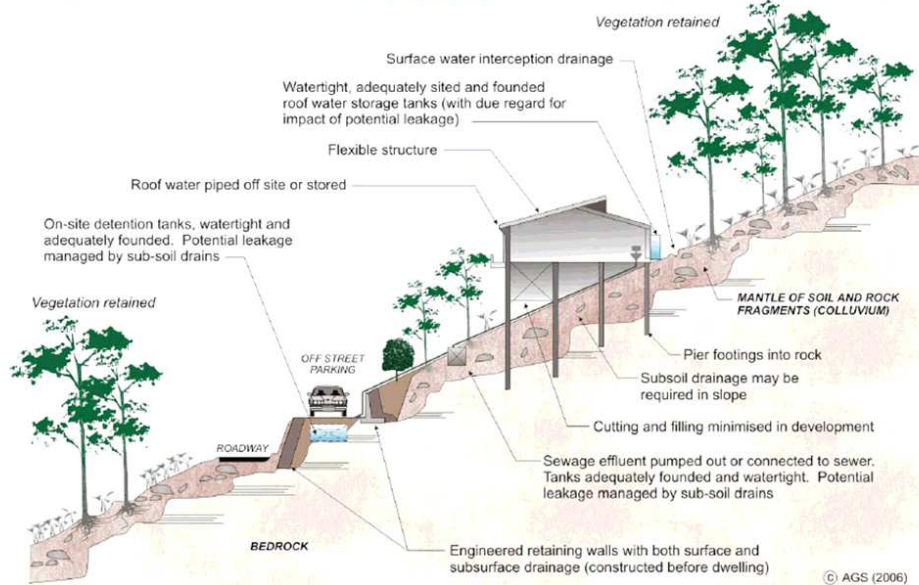 Vegetation retained
Surface water interception drainage
Watertight, adequately sited and founded
roof water storage tanks (with due regard for
impact of potential leakage)
Flexible structure
Roof water piped off site or stored
On-site detention tanks, watertight and
adequately founded. Potential leakage
managed by sub-soil drains
Vegetation retained
MANTLE OF SOIL AND ROCK
FRAGMENTS (COLLUVIUM)
OFF STREET
PARKING
Pier footings into rock
Subsoil drainage may be
required in slope
Cutting and filling minimised in development
ROADWAY
Sewage effluent pumped out or connected to sewer.
Tanks adequately founded and watertight. Potential
leakage managed by sub-soil drains
BEDROCK
Engineered retaining walls with both surface and
subsurface drainage (constructed before dwelling)
© AGS (2006)